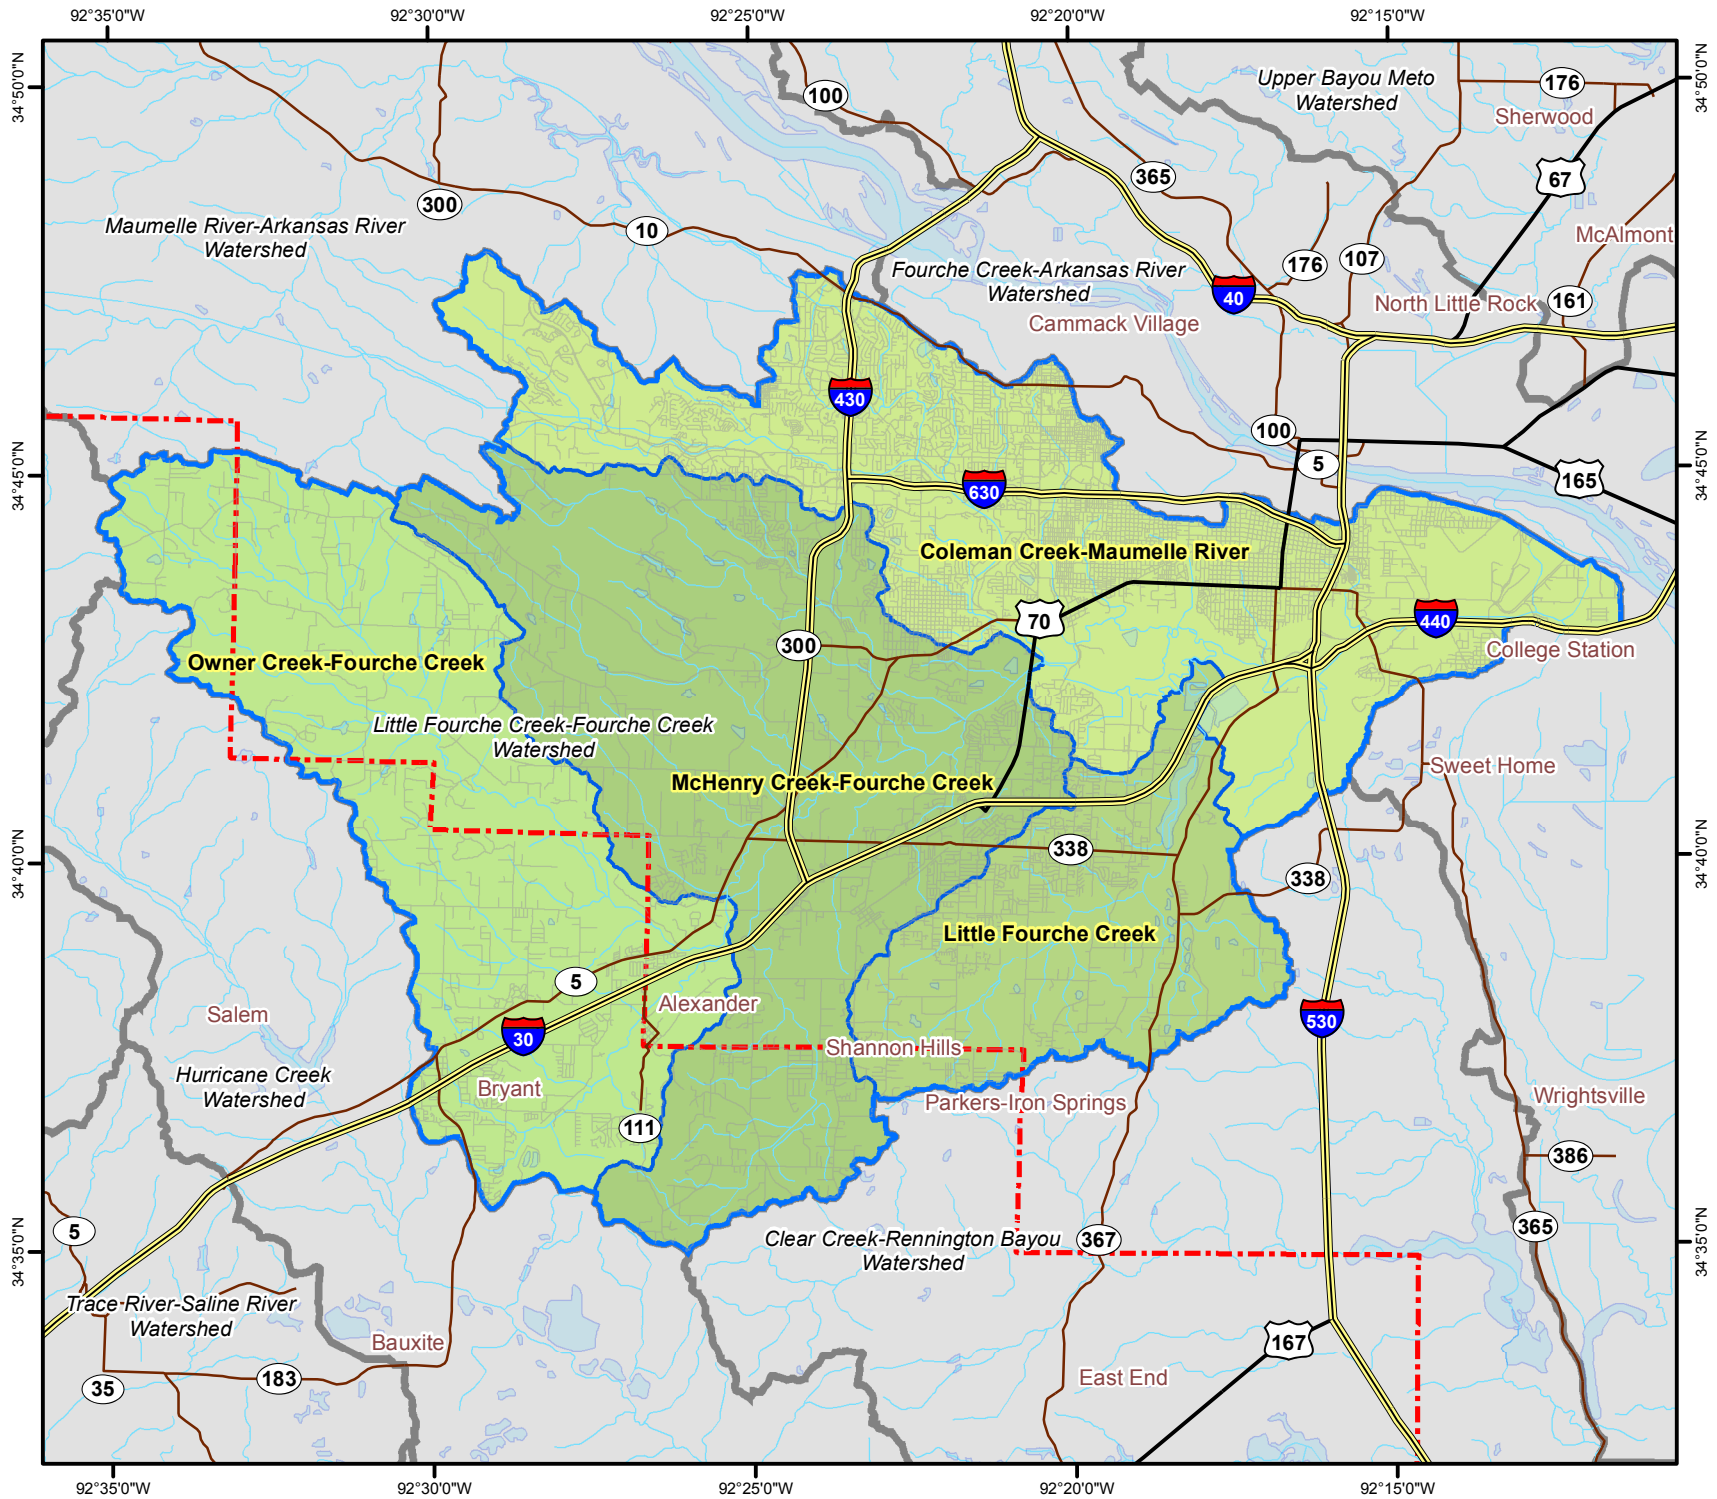 92°35'0"W
92°30'0"W
92°25'0"W
92°20'0"W
92°15'0"W
34°50'0"N
34°50'0"N
Upper Bayou Meto
Watershed
176
100
Sherwood
365
67
300
Maumelle River-Arkansas River
Watershed
10
McAlmont
107
176
Fourche Creek-Arkansas River
Watershed
40
North Little Rock
161
Cammack Village
430
100
5
34°45'0"N
34°45'0"N
165
630
Coleman Creek-Maumelle River
70
440
300
College Station
Owner Creek-Fourche Creek
Little Fourche Creek-Fourche Creek
Watershed
Sweet Home
McHenry Creek-Fourche Creek
338
34°40'0"N
34°40'0"N
338
Little Fourche Creek
5
Alexander
Salem
530
30
Shannon Hills
Hurricane Creek
Watershed
Bryant
Parkers-Iron Springs
Wrightsville
111
386
5
365
Clear Creek-Rennington Bayou
Watershed
367
34°35'0"N
34°35'0"N
Trace River-Saline River
Watershed
Bauxite
167
East End
183
35
92°35'0"W
92°30'0"W
92°25'0"W
92°20'0"W
92°15'0"W